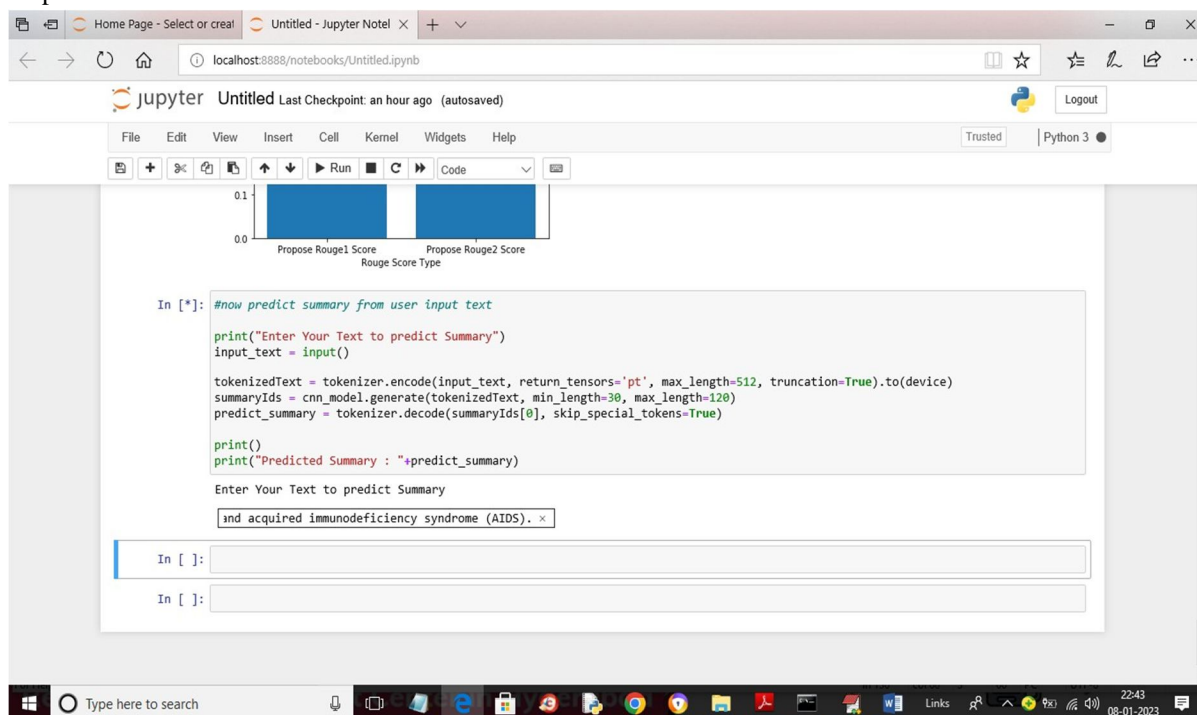 Home Page - Select or creat
Untitled - Jupyter Notel
localhost:8888/notebooks/Untitled.ipynb
jupyter Untitled Last Checkpoint: an hour ago (autosaved)
Logout
File Edit View Insert Cell Kernel Widgets Help
Trusted
Python 3
Run
Code
0.1
0.0
Propose Rouge1 Score Propose Rouge2 Score
Rouge Score Type
In [*]: #now predict summary from user input text
print("Enter Your Text to predict Summary")
input_text = input()
tokenizedText = tokenizer.encode(input_text, return_tensors='pt', max_length=512, truncation=True).to(device)
summaryIds = cnn_model.generate(tokenizedText, min_length=30, max_length=120)
predict_summary = tokenizer.decode(summaryIds[0], skip_special_tokens=True)
print()
print("Predicted Summary : "+predict_summary)
Enter Your Text to predict Summary
and acquired immunodeficiency syndrome (AIDS). ×
In [ ]:
In [ ]:
Type here to search
Links
22:43
08-01-2023